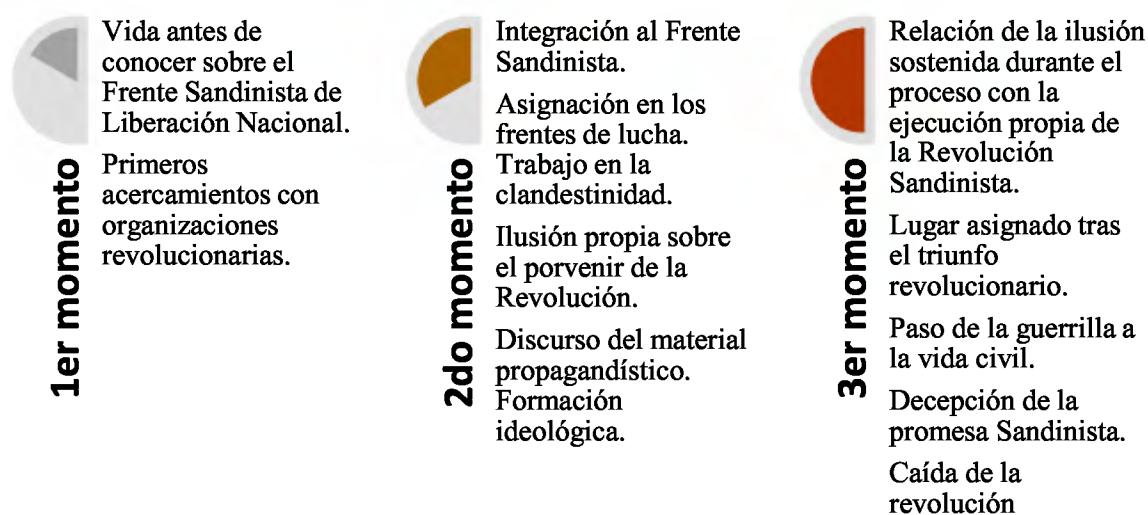 1er momento
Vida antes de
conocer sobre el
Frente Sandinista de
Liberación Nacional.
Primeros
acercamientos con
organizaciones
revolucionarias.
2do momento
Integración al Frente
Sandinista.
Asignación en los
frentes de lucha.
Trabajo en la
clandestinidad.
Ilusión propia sobre
el porvenir de la
Revolución.
Discurso del material
propagandístico.
Formación
ideológica.
3er momento
Relación de la ilusión
sostenida durante el
proceso con la
ejecución propia de
la Revolución
Sandinista.
Lugar asignado tras
el triunfo
revolucionario.
Paso de la guerrilla a
la vida civil.
Decepción de la
promesa Sandinista.
Caída de la
revolución